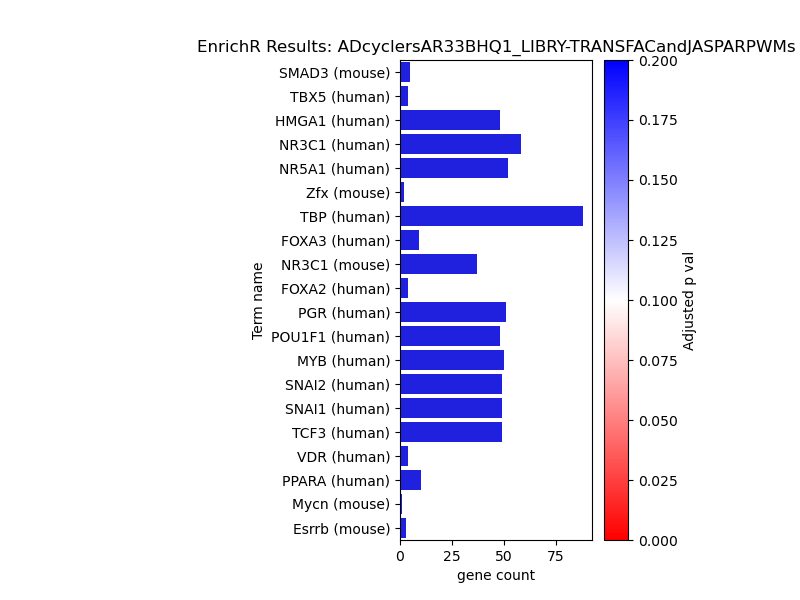 EnrichR Results: ADcyclersAR33BHQ1_LIBRY-TRANSFACandJASPARPWMs
SMAD3 (mouse)
TBX5 (human)
HMGA1 (human)
NR3C1 (human)
NR5A1 (human)
Zfx (mouse)
TBP (human)
FOXA3 (human)
NR3C1 (mouse)
FOXA2 (human)
PGR (human)
POU1F1 (human)
MYB (human)
SNAI2 (human)
SNAI1 (human)
TCF3 (human)
VDR (human)
PPARA (human)
Mycn (mouse)
Esrrb (mouse)
Term name
0 25 50 75
gene count
0.200
0.175
0.150
0.125
0.100
0.075
0.050
0.025
0.000
Adjusted p val